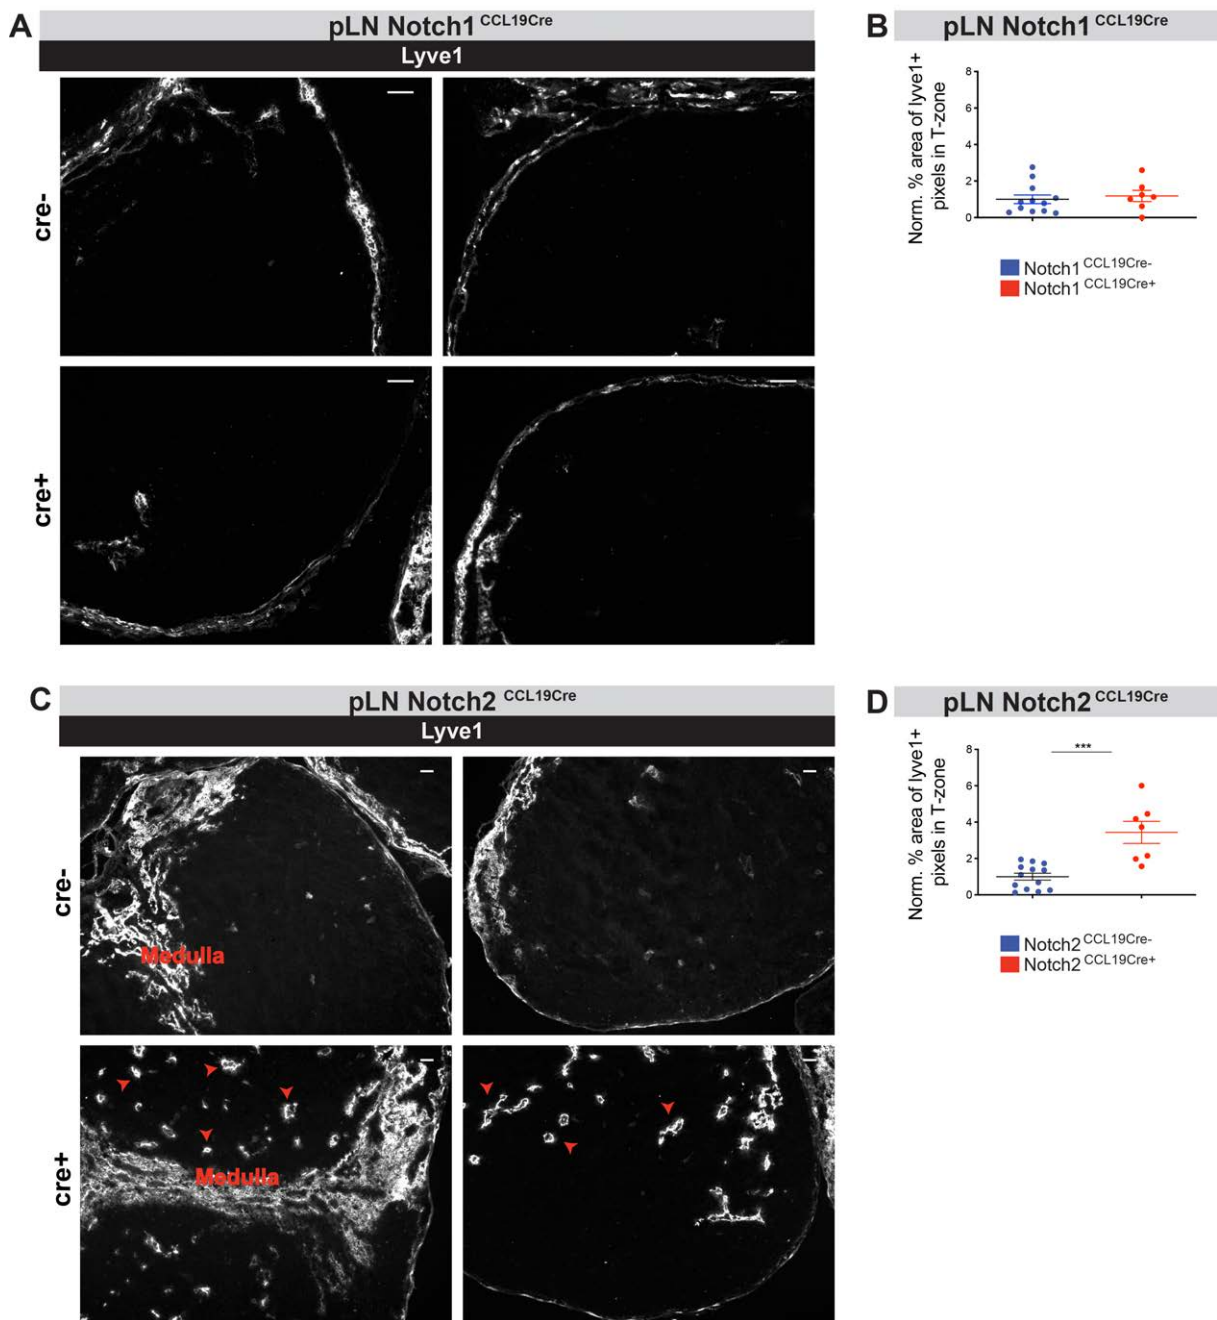 A
pLN Notch1 CCL19Cre
Lyve1
cre-
cre+
B
pLN Notch1 CCL19Cre
Norm. % area of lyve1+
pixels in T-zone
8
6
4
2
0
Notch1 CCL19Cre-
Notch1 CCL19Cre+
C
pLN Notch2 CCL19Cre
Lyve1
cre-
Medulla
cre+
Medulla
D
pLN Notch2 CCL19Cre
Norm. % area of lyve1+
pixels in T-zone
8
6
4
2
0
***
Notch2 CCL19Cre-
Notch2 CCL19Cre+